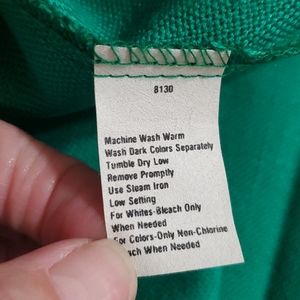 8130
Machine Wash Warm
Wash Dark Colors Separately
Tumble Dry Low
Remove Promptly
Use Steam Iron
Low Setting
For Whites-Bleach Only
When Needed
For Colors-Only Non-Chlorine
When Needed